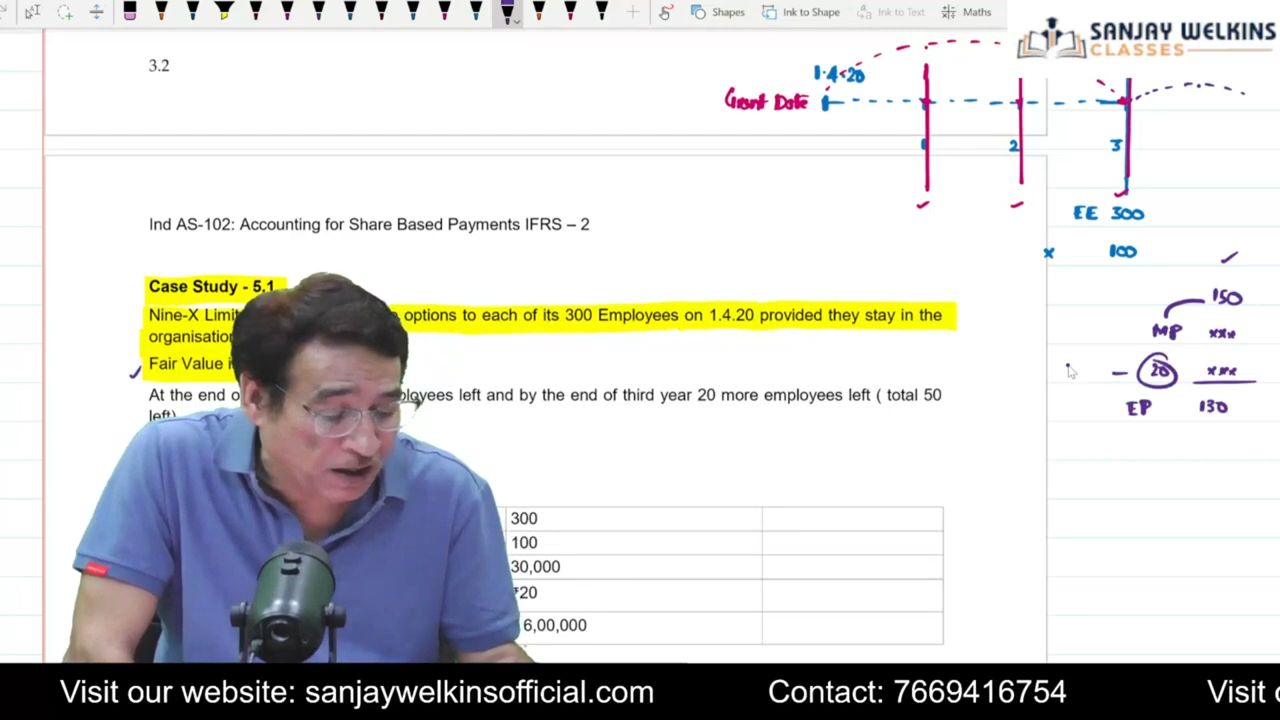 Shapes
Ink to Shape
Ink to Text
Maths
SANJAY WELKINS
CLASSES
3.2
1.4.20
Grant Date
1
2
3
EE 300
× 100
150
MP xxx
- 20 xxx
EP 130
Ind AS-102: Accounting for Share Based Payments IFRS – 2
Case Study - 5.1
Nine-X Limit options to each of its 300 Employees on 1.4.20 provided they stay in the
organisation
Fair Value
At the end o ployees left and by the end of third year 20 more employees left ( total 50
left)
300
100
30,000
₹20
6,00,000
Visit our website: sanjaywelkinsofficial.com Contact: 7669416754 Visit o